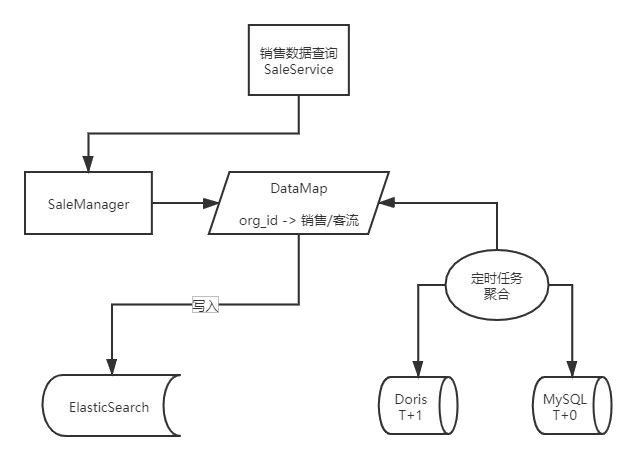 销售数据查询
SaleService
SaleManager
DataMap
org_id -> 销售/客流
定时任务
聚合
写入
ElasticSearch
Doris
T+1
MySQL
T+0